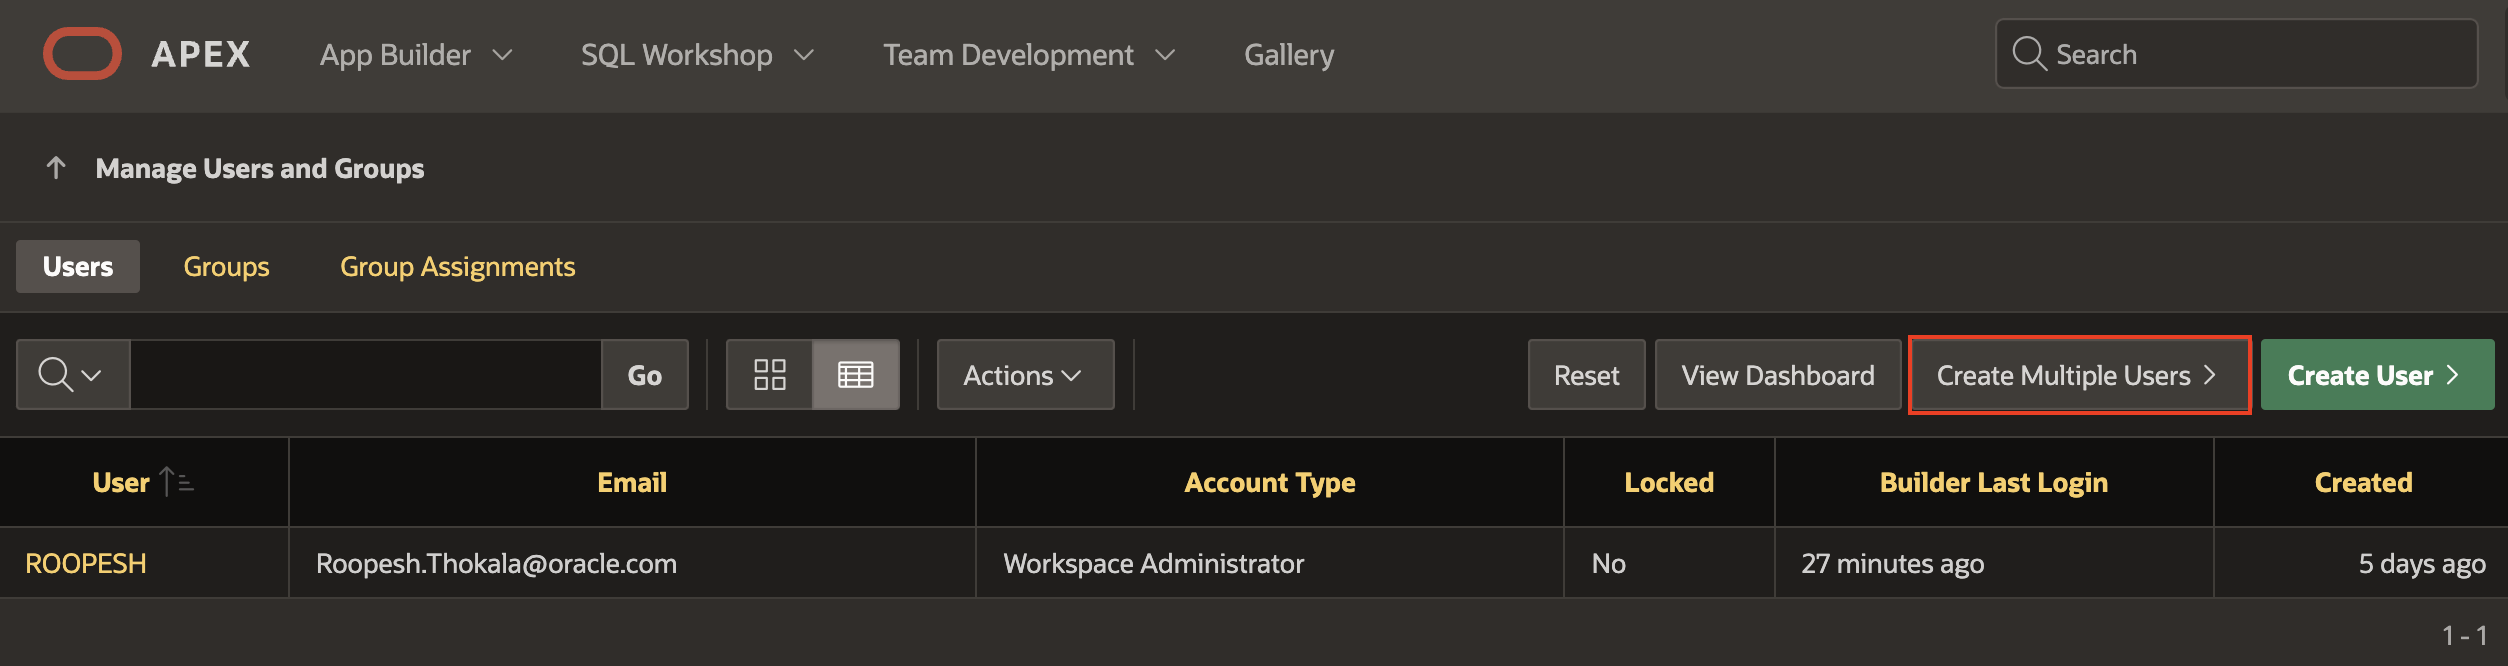 APEX App Builder SQL Workshop Team Development Gallery Search
Manage Users and Groups
Users Groups Group Assignments
Go Actions Reset View Dashboard Create Multiple Users Create User
User Email Account Type Locked Builder Last Login Created
ROOPESH Roopesh.Thokala@oracle.com Workspace Administrator No 27 minutes ago 5 days ago
1 - 1